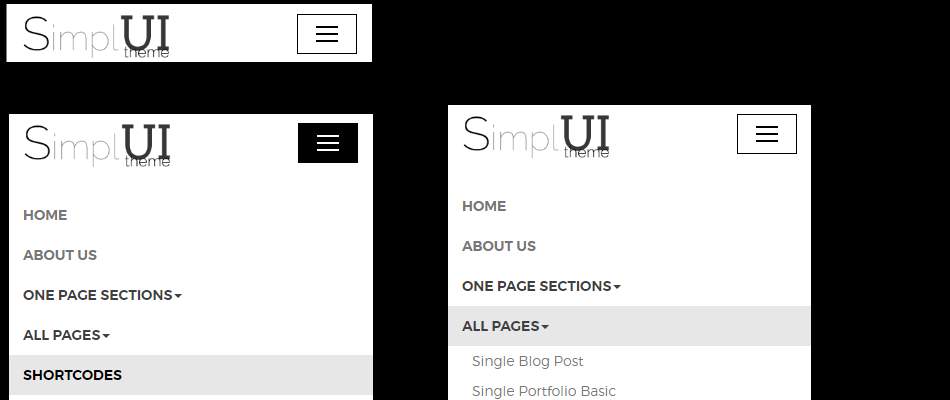 SimplUI
theme
SimplUI
theme
HOME
ABOUT US
ONE PAGE SECTIONS
ALL PAGES
SHORTCODES
SimplUI
theme
HOME
ABOUT US
ONE PAGE SECTIONS
ALL PAGES
Single Blog Post
Single Portfolio Basic